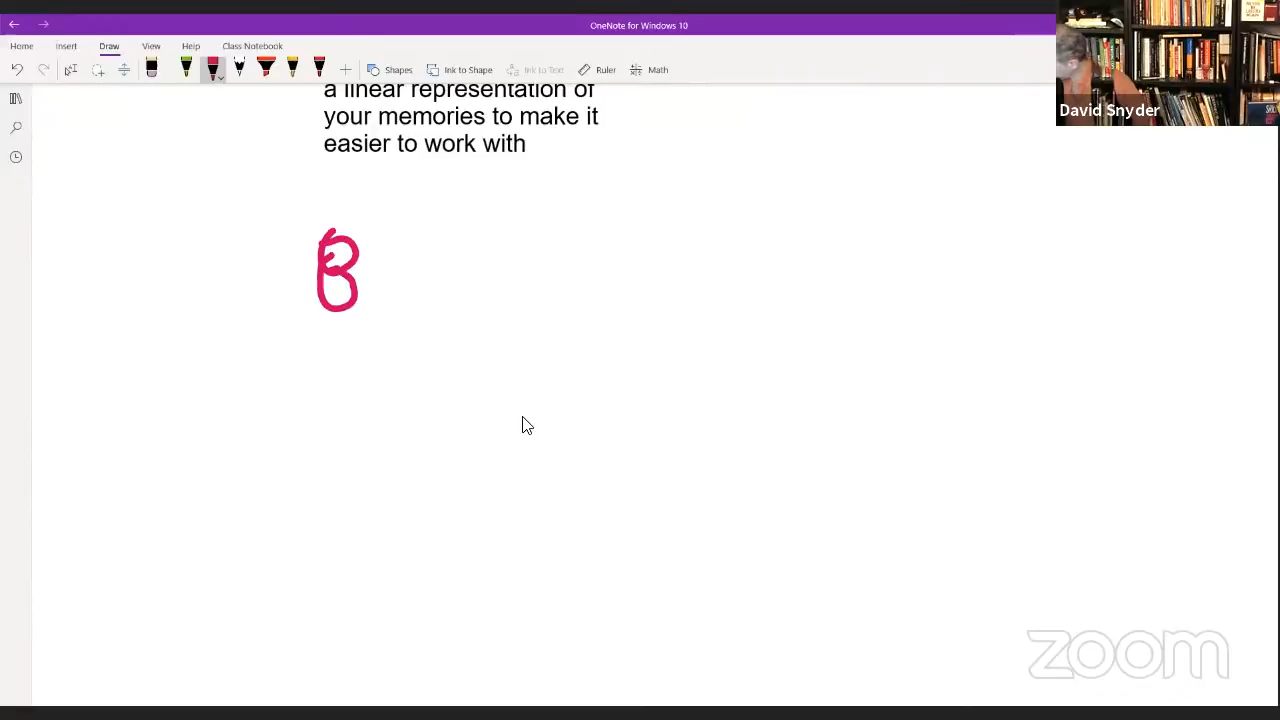 OneNote for Windows 10
Home Insert Draw View Help Class Notebook
Shapes Ink to Shape Ink to Text Ruler Math
David Snyder
a linear representation of
your memories to make it
easier to work with
B
zoom